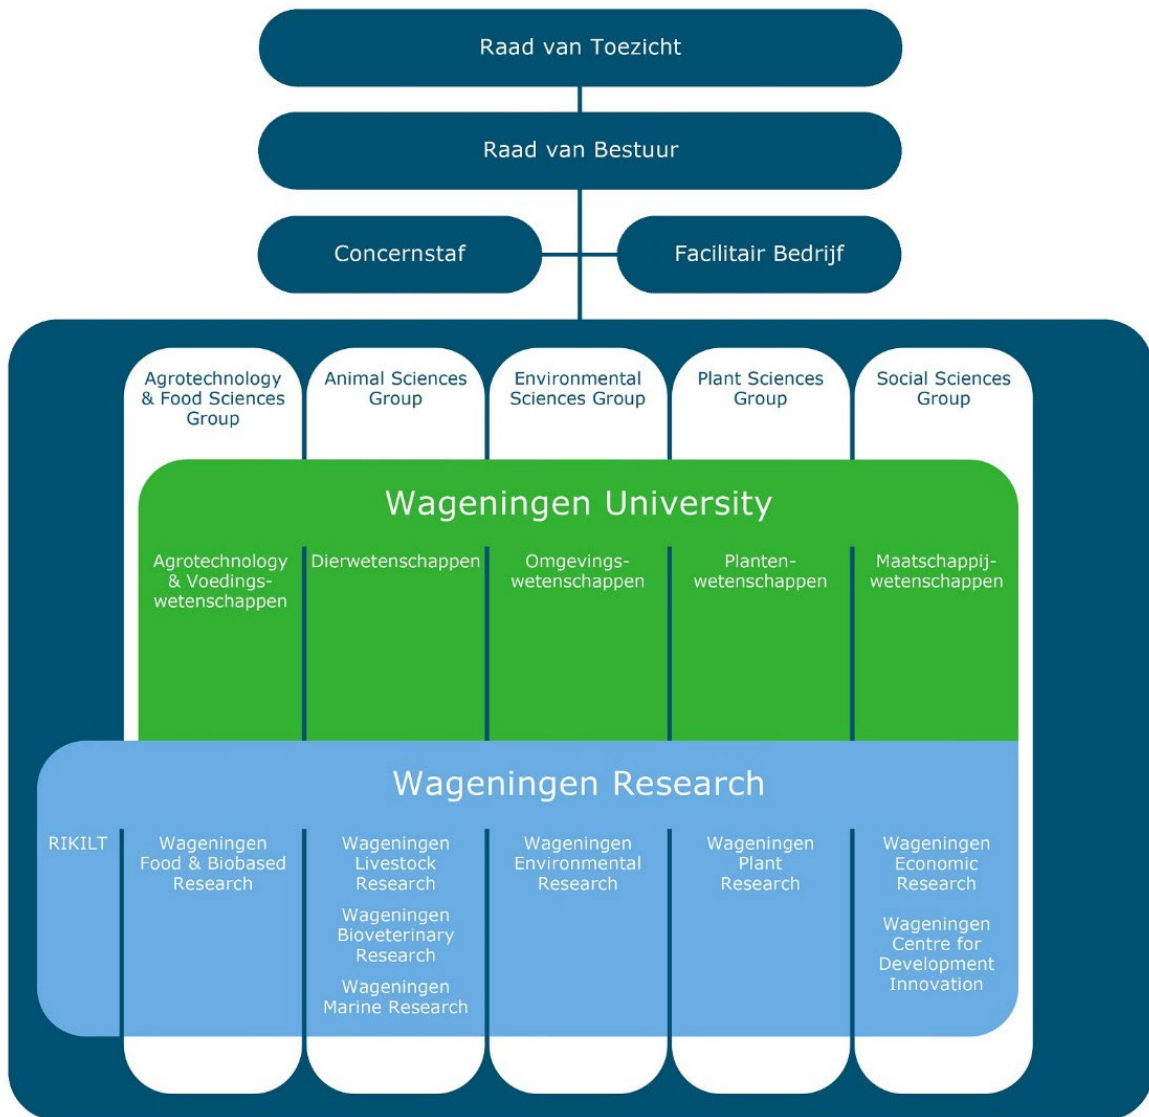 Raad van Toezicht
Raad van Bestuur
Concernstaf
Facilitair Bedrijf
Agrotechnology
& Food Sciences
Group
Animal Sciences
Group
Environmental
Sciences Group
Plant Sciences
Group
Social Sciences
Group
Wageningen University
Agrotechnology
& Voedings-
wetenschappen
Dierwetenschappen
Omgevings-
wetenschappen
Planten-
wetenschappen
Maatschappij-
wetenschappen
Wageningen Research
RIKILT
Wageningen
Food & Biobased
Research
Wageningen
Livestock
Research
Wageningen
Bioveterinary
Research
Wageningen
Marine Research
Wageningen
Environmental
Research
Wageningen
Plant
Research
Wageningen
Economic
Research
Wageningen
Centre for
Development
Innovation